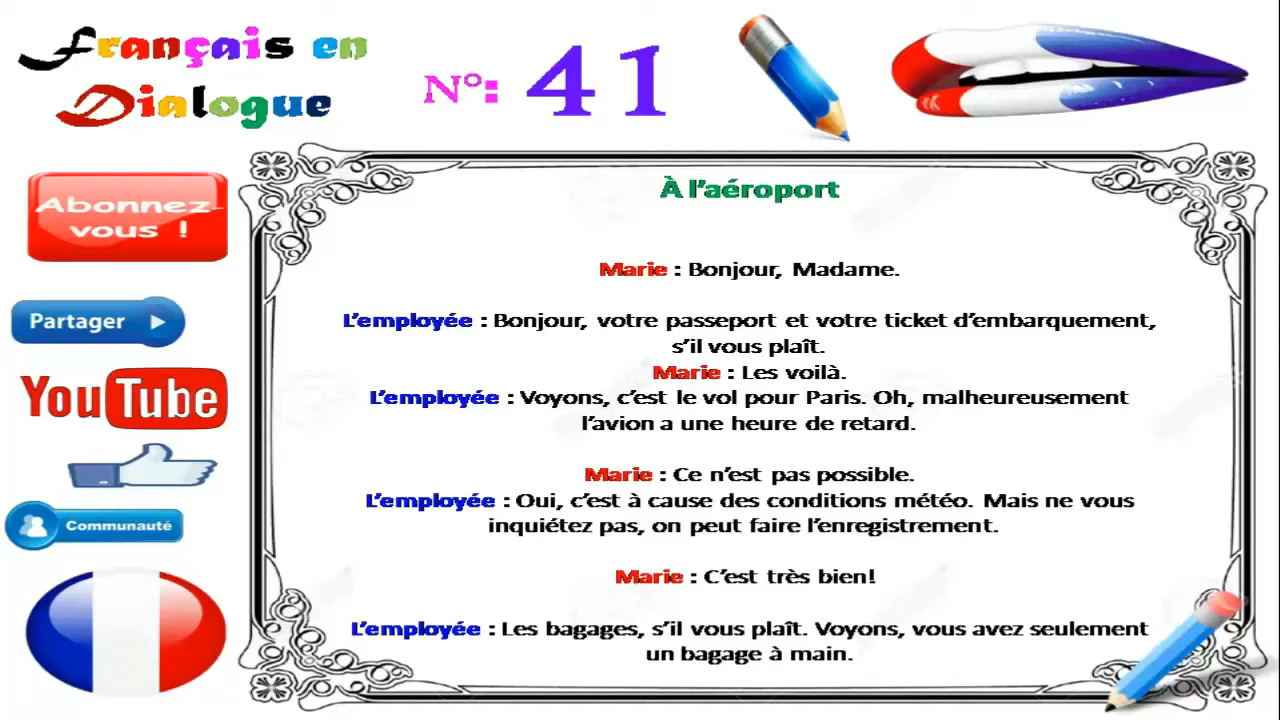 Français en
Dialogue
N°: 41
Abonnez-
vous !
Partager
YouTube
Communauté
À l'aéroport
Marie : Bonjour, Madame.
L'employée : Bonjour, votre passeport et votre ticket d'embarquement,
s'il vous plaît.
Marie : Les voilà.
L'employée : Voyons, c'est le vol pour Paris. Oh, malheureusement
l'avion a une heure de retard.
Marie : Ce n'est pas possible.
L'employée : Oui, c'est à cause des conditions météo. Mais ne vous
inquiétez pas, on peut faire l'enregistrement.
Marie : C'est très bien!
L'employée : Les bagages, s'il vous plaît. Voyons, vous avez seulement
un bagage à main.